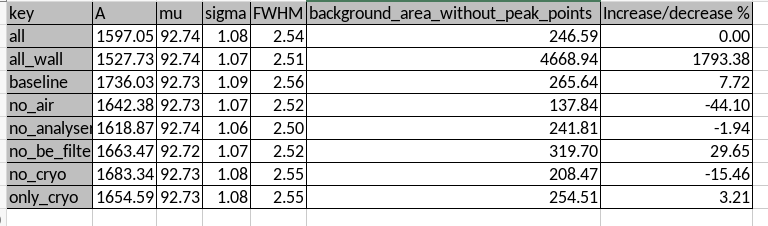 key A mu sigma FWHM background_area_without_peak_points Increase/decrease %
all 1597.05 92.74 1.08 2.54 246.59 0.00
all_wall 1527.73 92.74 1.07 2.51 4668.94 1793.38
baseline 1736.03 92.73 1.09 2.56 265.64 7.72
no_air 1642.38 92.73 1.07 2.52 137.84 -44.10
no_analyser 1618.87 92.74 1.06 2.50 241.81 -1.94
no_be_filte 1663.47 92.72 1.07 2.52 319.70 29.65
no_cryo 1683.34 92.73 1.08 2.55 208.47 -15.46
only_cryo 1654.59 92.73 1.08 2.55 254.51 3.21